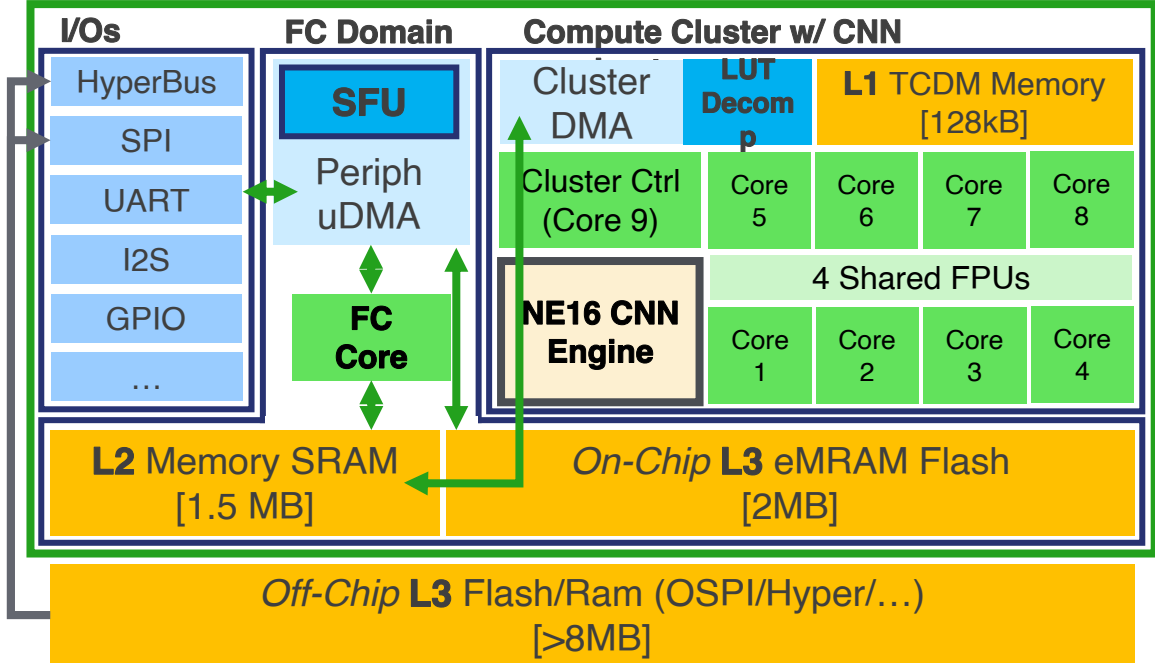 I/Os
HyperBus
SPI
UART
I2S
GPIO
...
FC Domain
SFU
Periph
uDMA
FC
Core
Compute Cluster w/ CNN
Cluster
DMA
LUT
Decom
p
L1 TCDM Memory
[128kB]
Cluster Ctrl
(Core 9)
Core
5
Core
6
Core
7
Core
8
NE16 CNN
Engine
4 Shared FPUs
Core
1
Core
2
Core
3
Core
4
L2 Memory SRAM
[1.5 MB]
On-Chip L3 eMRAM Flash
[2MB]
Off-Chip L3 Flash/Ram (OSPI/Hyper/...)
[>8MB]